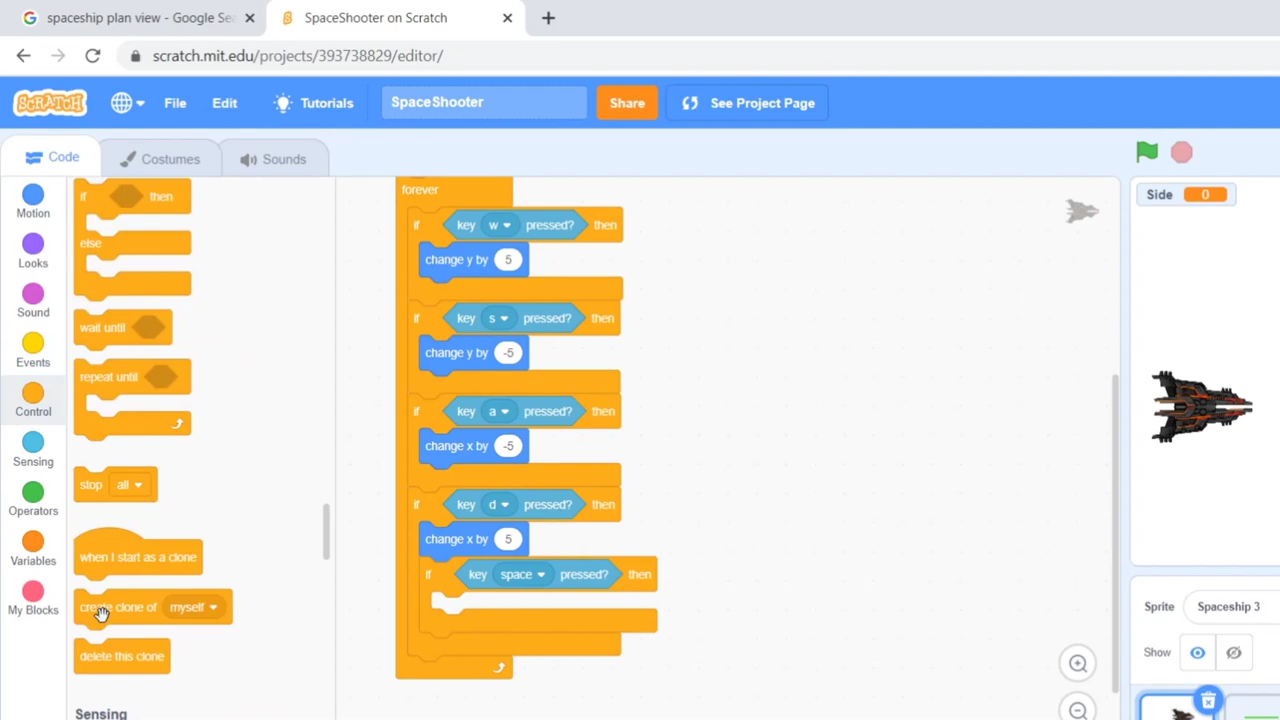 spaceship plan view - Google Sea
SpaceShooter on Scratch
scratch.mit.edu/projects/393738829/editor/
SCRATCH
File
Edit
Tutorials
SpaceShooter
Share
See Project Page
Code
Costumes
Sounds
Motion
Looks
Sound
Events
Control
Sensing
Operators
Variables
My Blocks
if then
else
wait until
repeat until
stop all
when I start as a clone
create clone of myself
delete this clone
Sensing
forever
if key w pressed? then
change y by 5
if key s pressed? then
change y by -5
if key a pressed? then
change x by -5
if key d pressed? then
change x by 5
if key space pressed? then
Side 0
Sprite Spaceship 3
Show